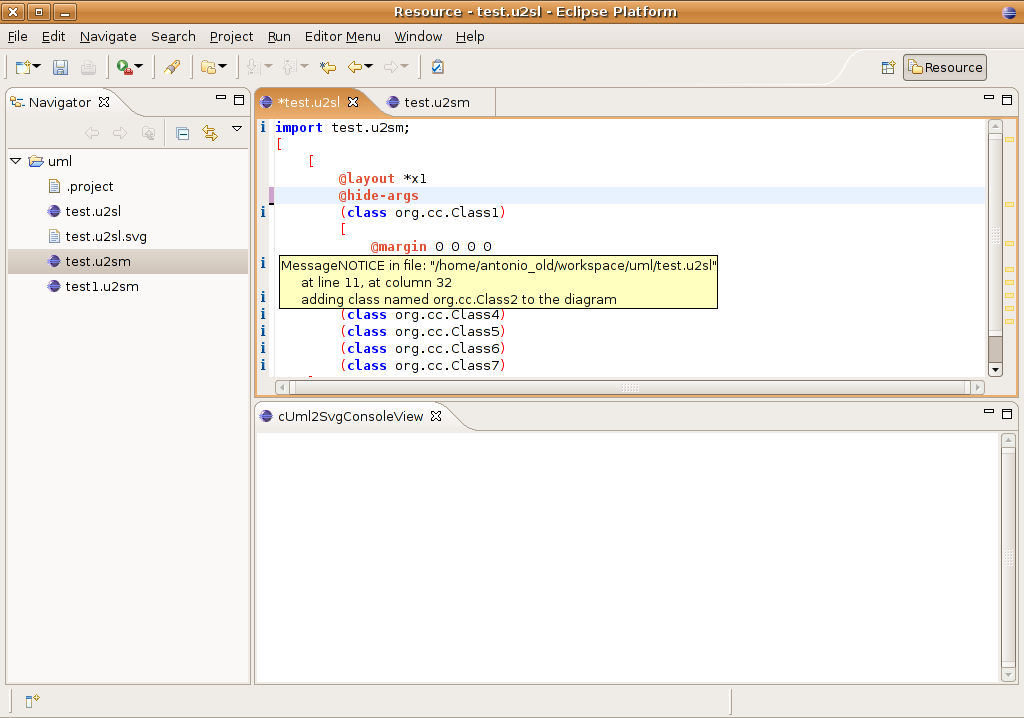 Resource - test.u2sl - Eclipse Platform
File Edit Navigate Search Project Run Editor Menu Window Help
Resource
Navigator
*test.u2sl
test.u2sm
uml
.project
test.u2sl
test.u2sl.svg
test.u2sm
test1.u2sm
import test.u2sm;
[
[
@layout *x1
@hide-args
(class org.cc.Class1)
[
@margin 0 0 0 0
MessageNOTICE in file: "/home/antonio_old/workspace/uml/test.u2sl"
at line 11, at column 32
adding class named org.cc.Class2 to the diagram
(class org.cc.Class4)
(class org.cc.Class5)
(class org.cc.Class6)
(class org.cc.Class7)
cUml2SvgConsoleView